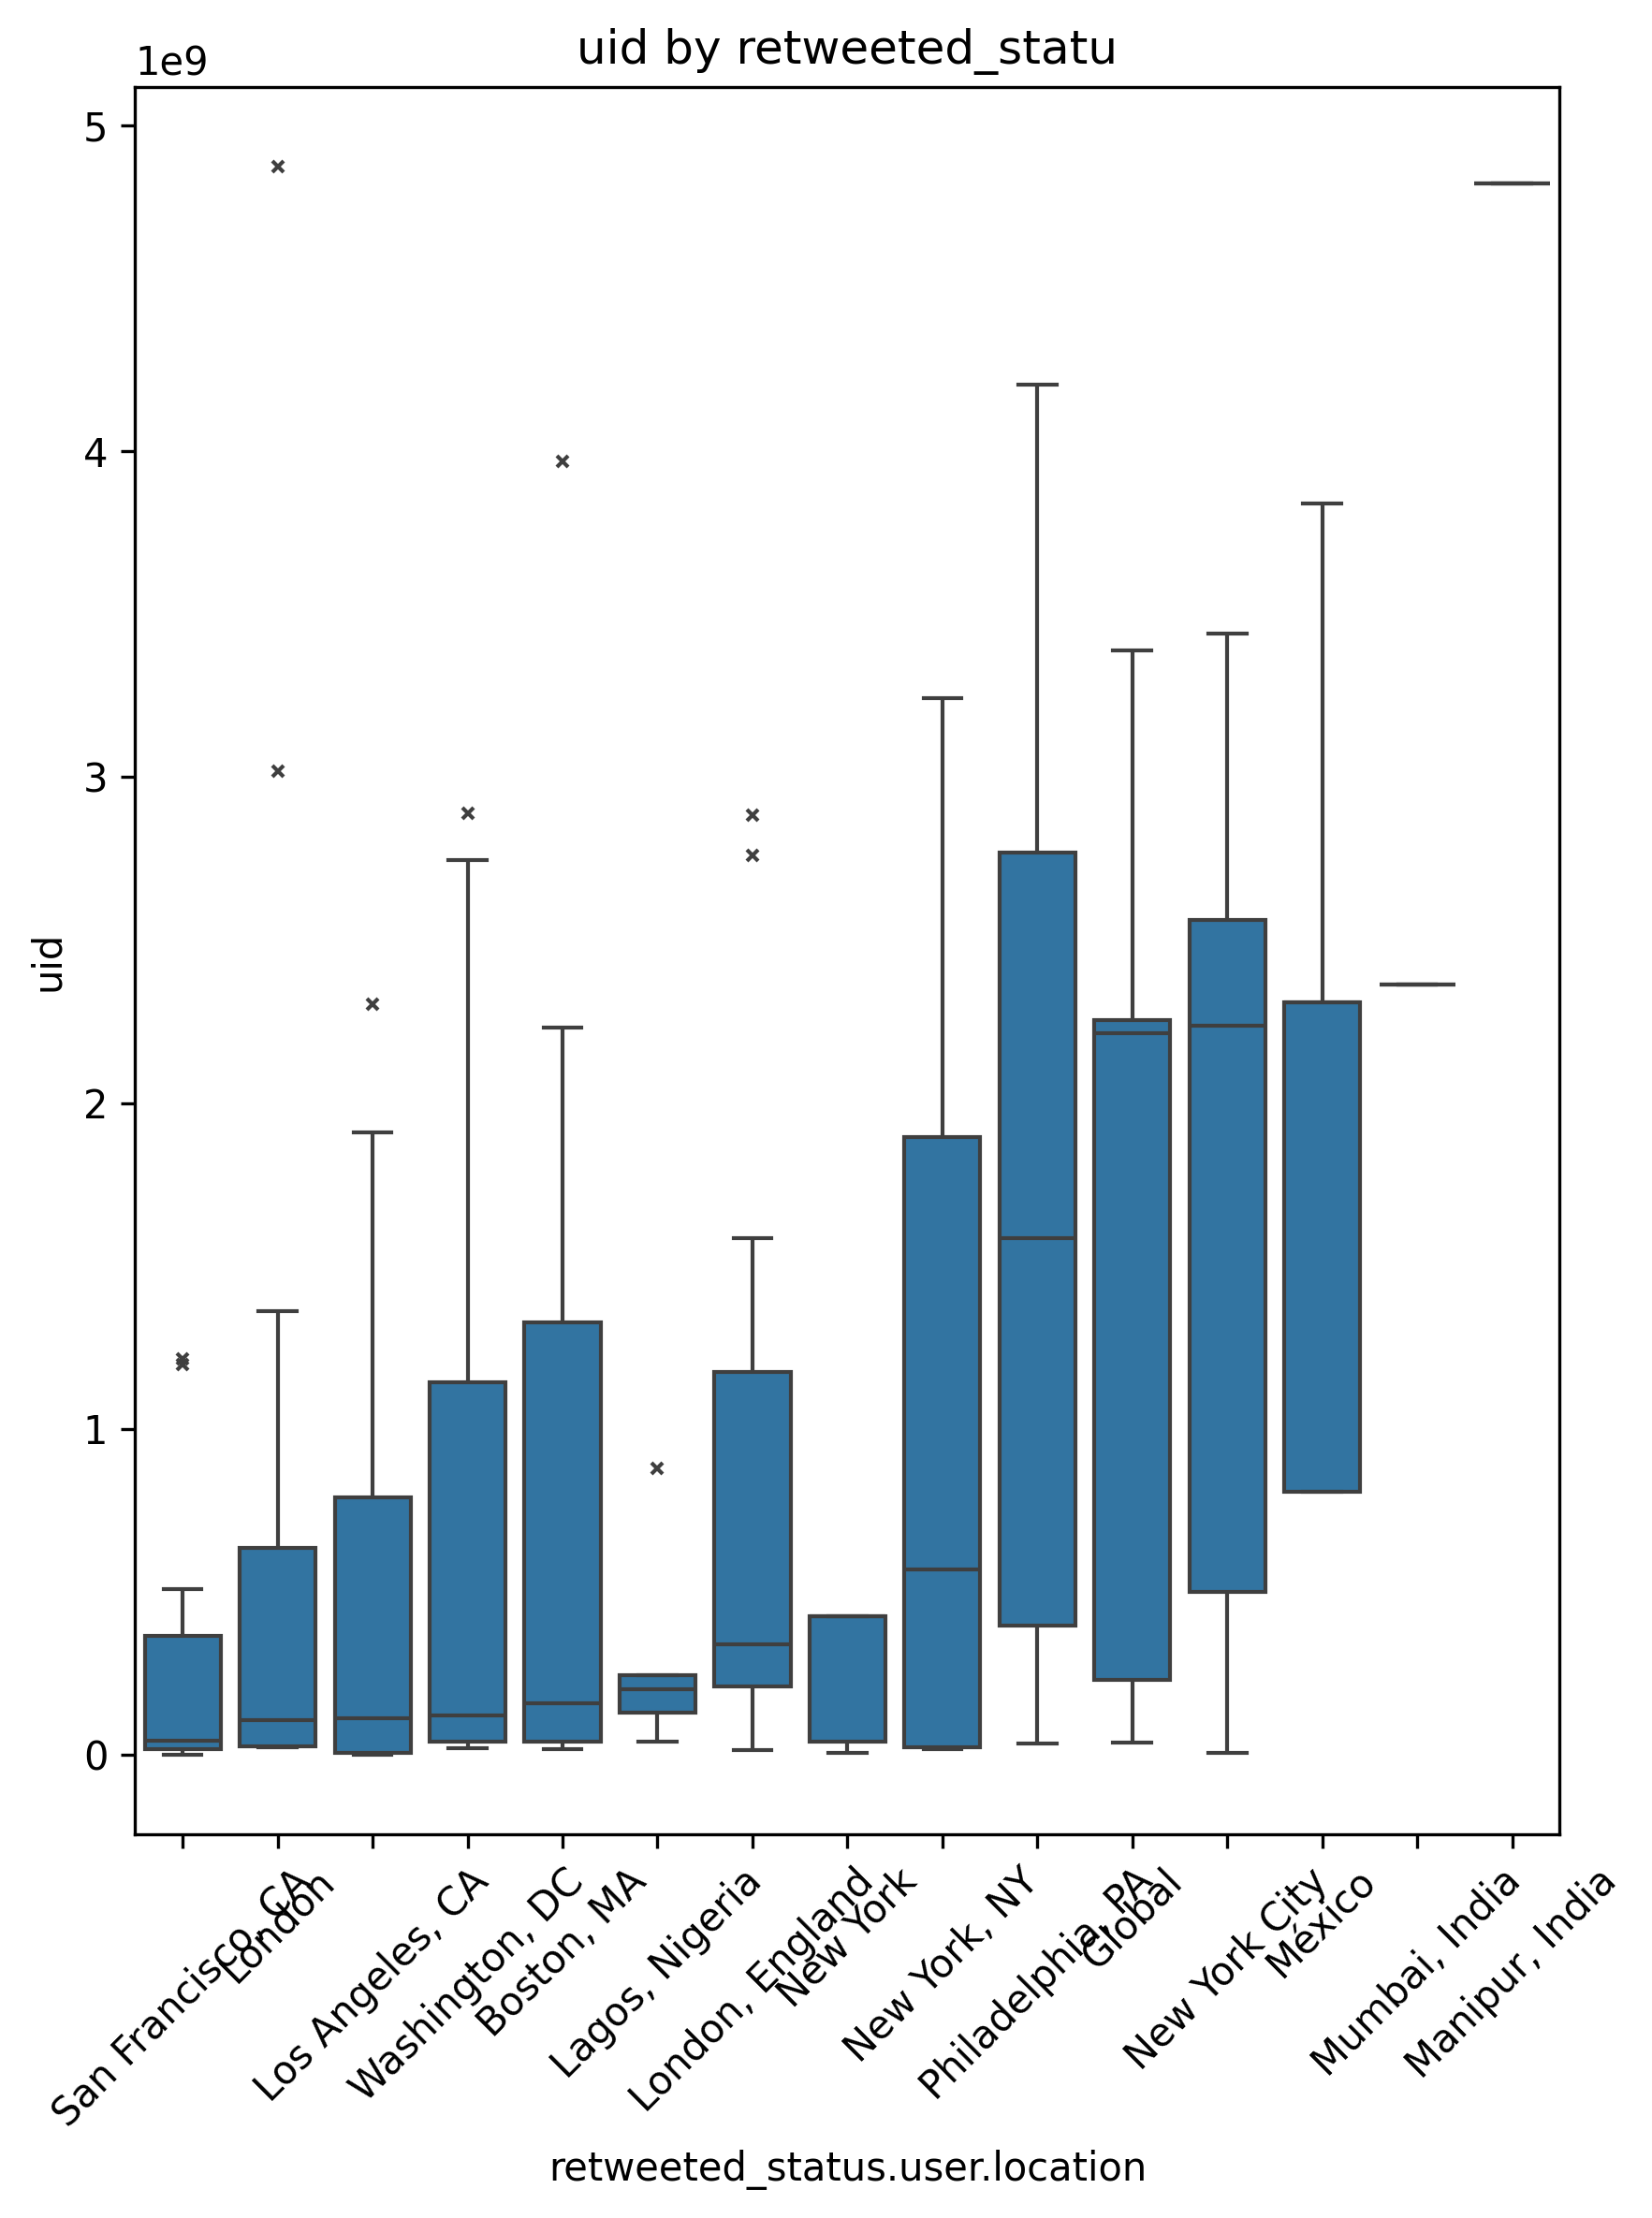 uid by retweeted_statu
1e9
5
4
3
2
1
0
uid
San Francisco, CA
London
Los Angeles, CA
Washington, DC
Boston, MA
Lagos, Nigeria
London, England
New York
New York, NY
Philadelphia, PA
Global
New York City
México
Mumbai, India
Manipur, India
retweeted_status.user.location